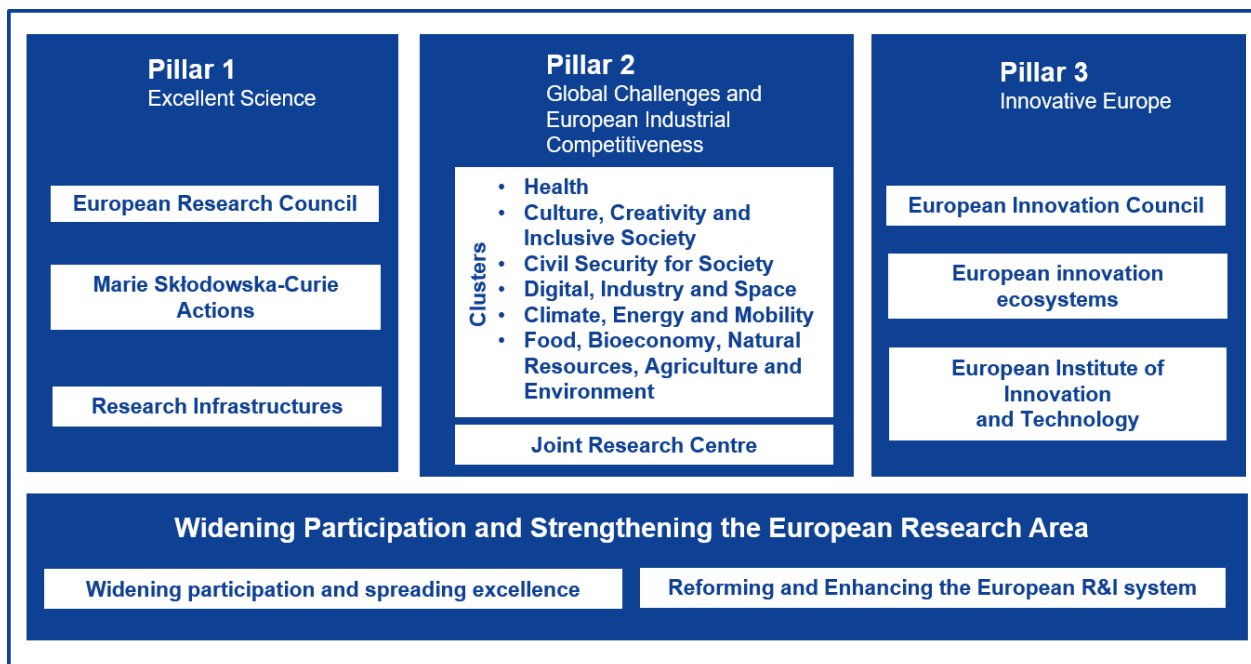 Pillar 1
Excellent Science
European Research Council
Marie Skłodowska-Curie
Actions
Research Infrastructures
Pillar 2
Global Challenges and
European Industrial
Competitiveness
Clusters
• Health
• Culture, Creativity and
Inclusive Society
• Civil Security for Society
• Digital, Industry and Space
• Climate, Energy and Mobility
• Food, Bioeconomy, Natural
Resources, Agriculture and
Environment
Joint Research Centre
Pillar 3
Innovative Europe
European Innovation Council
European innovation
ecosystems
European Institute of
Innovation
and Technology
Widening Participation and Strengthening the European Research Area
Widening participation and spreading excellence
Reforming and Enhancing the European R&I system